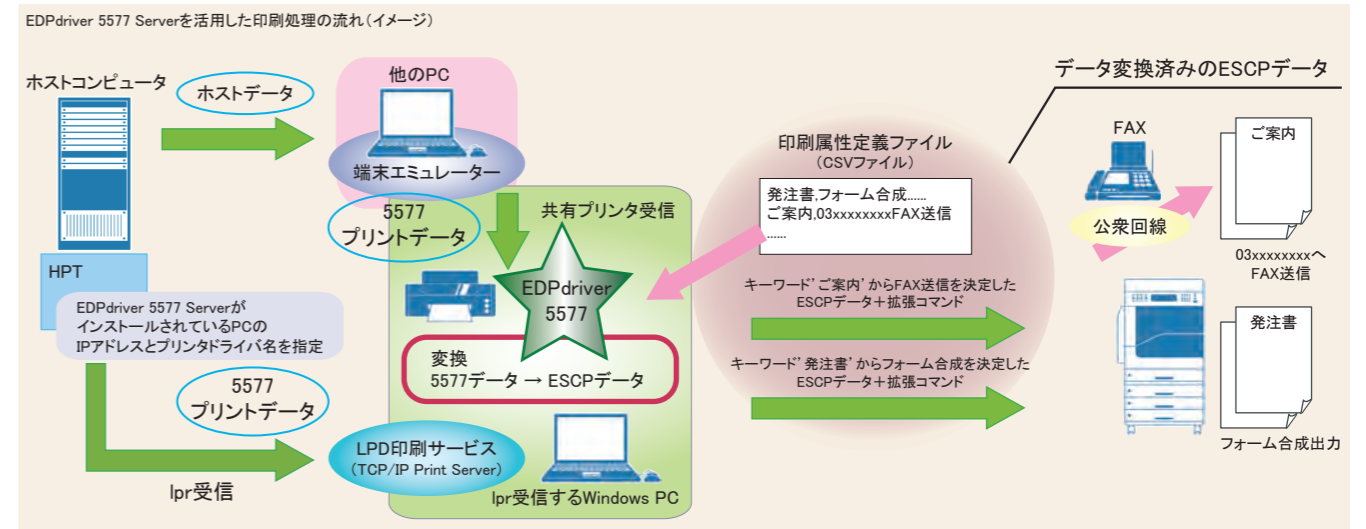 EDPdriver 5577 Serverを活用した印刷処理の流れ（イメージ）
ホストコンピュータ
ホストデータ
他のPC
端末エミュレーター
5577
プリントデータ
共有プリンタ受信
EDPdriver
5577
変換
5577データ → ESCPデータ
HPT
EDPdriver 5577 Serverが
インストールされているPCの
IPアドレスとプリンタドライバ名を指定
5577
プリントデータ
lpr受信
LPD印刷サービス
（TCP/IP Print Server）
lpr受信するWindows PC
印刷属性定義ファイル
（CSVファイル）
発注書,フォーム合成......
ご案内,03xxxxxxxxFAX送信
......
キーワード’ご案内’からFAX送信を決定した
ESCPデータ＋拡張コマンド
キーワード’発注書’からフォーム合成を決定した
ESCPデータ＋拡張コマンド
データ変換済みのESCPデータ
FAX
公衆回線
ご案内
03xxxxxxxxへ
FAX送信
発注書
フォーム合成出力